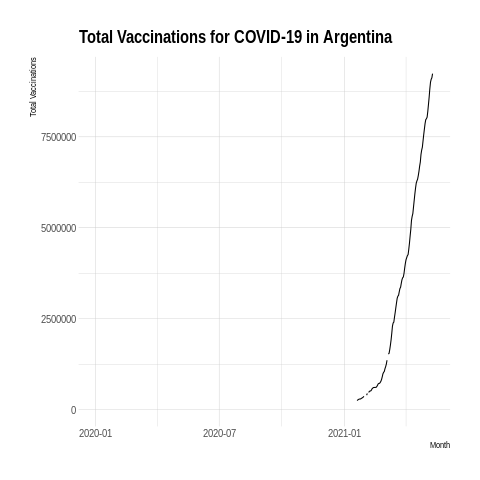 Total Vaccinations for COVID-19 in Argentina
Total Vaccinations
7500000
5000000
2500000
0
2020-01
2020-07
2021-01
Month